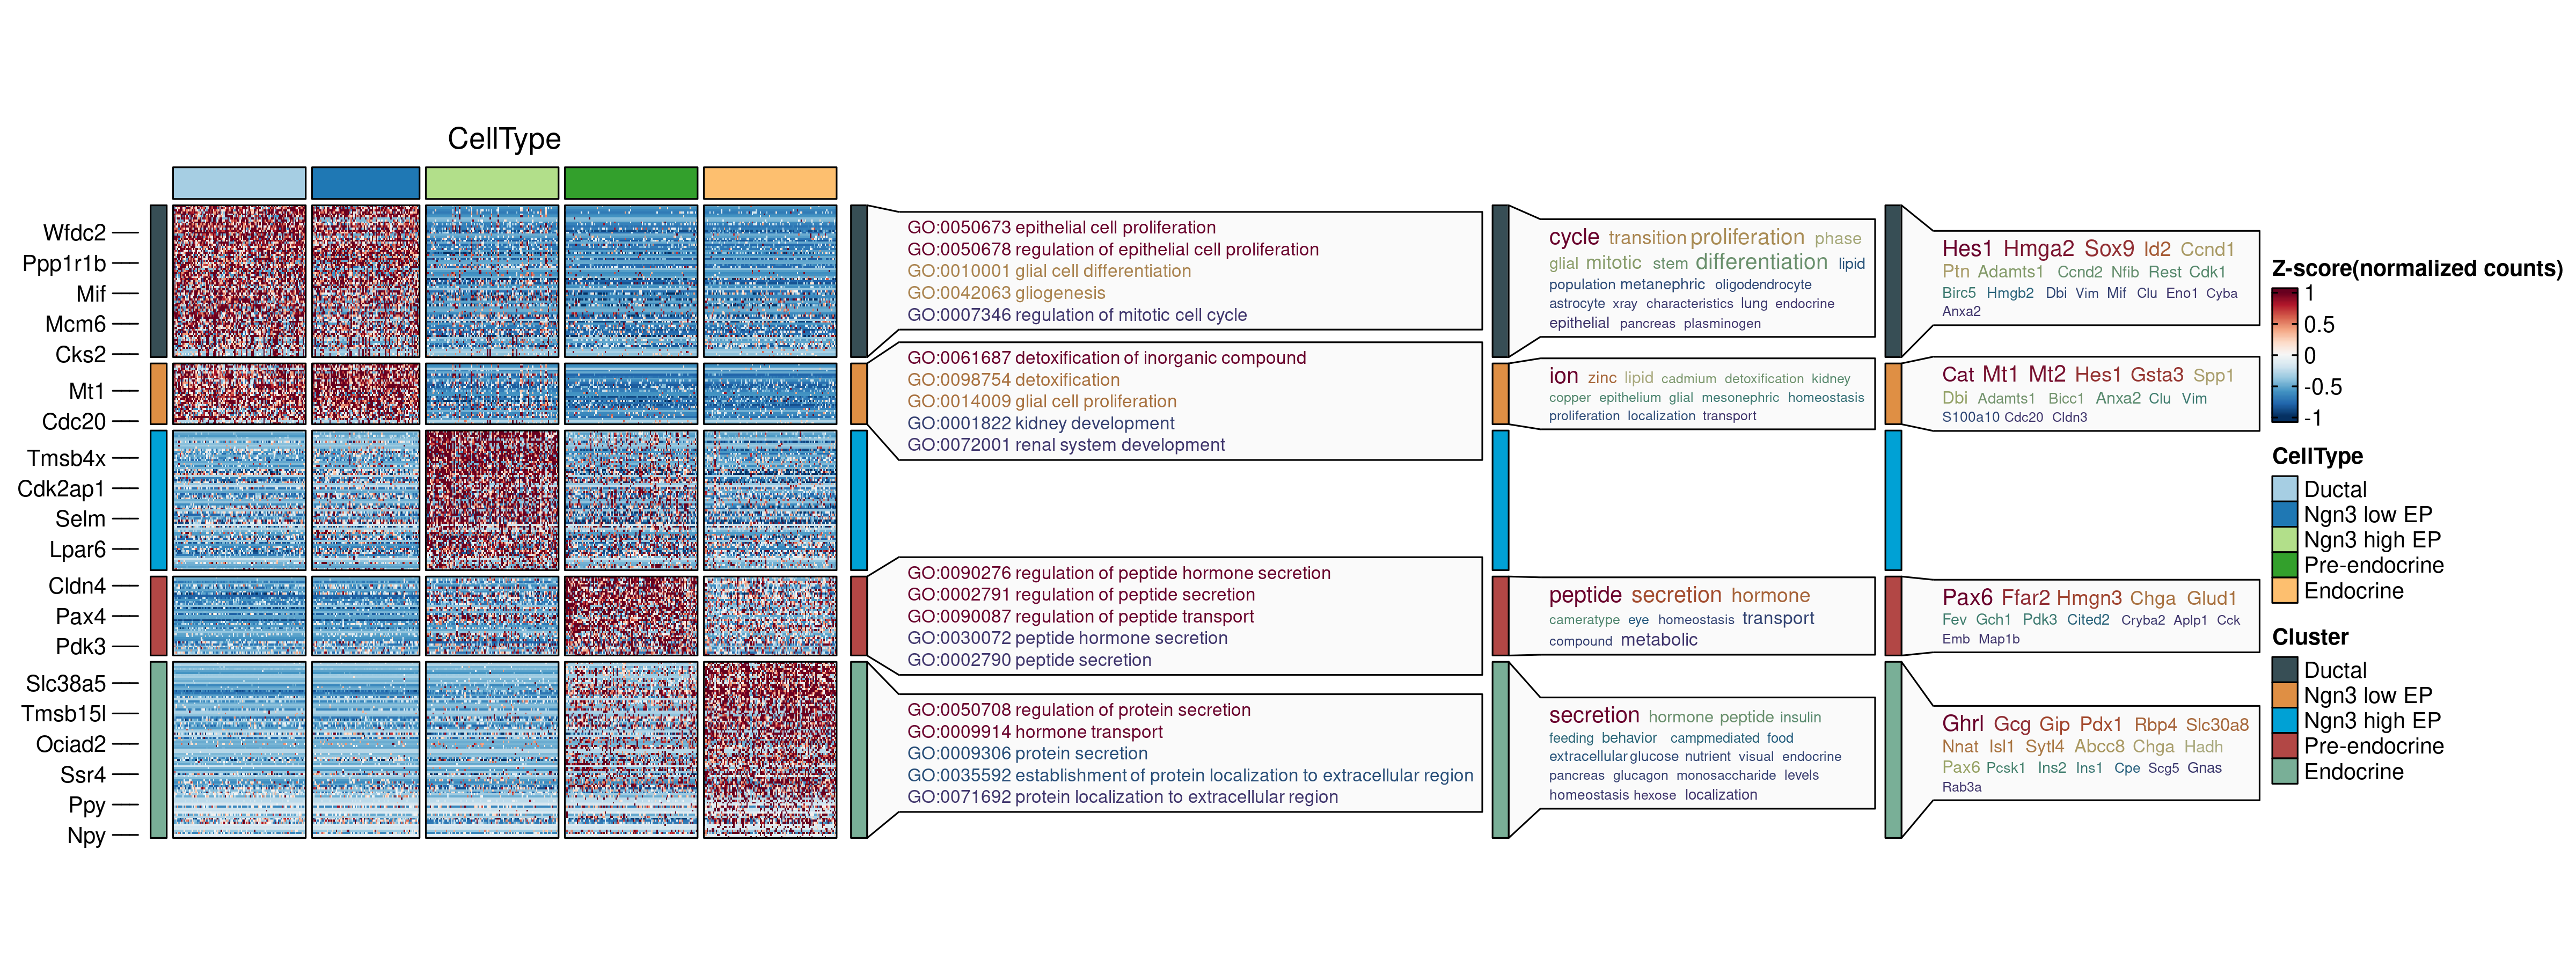 CellType
Wfdc2
Ppp1r1b
Mif
Mcm6
Cks2
Mt1
Cdc20
Tmsb4x
Cdk2ap1
Selm
Lpar6
Cldn4
Pax4
Pdk3
Slc38a5
Tmsb15l
Ociad2
Ssr4
Ppy
Npy
GO:0050673 epithelial cell proliferation
GO:0050678 regulation of epithelial cell proliferation
GO:0010001 glial cell differentiation
GO:0042063 gliogenesis
GO:0007346 regulation of mitotic cell cycle
GO:0061687 detoxification of inorganic compound
GO:0098754 detoxification
GO:0014009 glial cell proliferation
GO:0001822 kidney development
GO:0072001 renal system development
GO:0090276 regulation of peptide hormone secretion
GO:0002791 regulation of peptide secretion
GO:0090087 regulation of peptide transport
GO:0030072 peptide hormone secretion
GO:0002790 peptide secretion
GO:0050708 regulation of protein secretion
GO:0009914 hormone transport
GO:0009306 protein secretion
GO:0035592 establishment of protein localization to extracellular region
GO:0071692 protein localization to extracellular region
cycle transition proliferation phase
glial mitotic stem differentiation lipid
population metanephric oligodendrocyte
astrocyte xray characteristics lung endocrine
epithelial pancreas plasminogen
ion zinc lipid cadmium detoxification kidney
copper epithelium glial mesonephric homeostasis
proliferation localization transport
peptide secretion hormone
cameratype eye homeostasis transport
compound metabolic
secretion hormone peptide insulin
feeding behavior campmediated food
extracellular glucose nutrient visual endocrine
pancreas glucagon monosaccharide levels
homeostasis hexose localization
Hes1 Hmga2 Sox9 Id2 Ccnd1
Ptn Adamts1 Ccnd2 Nfib Rest Cdk1
Birc5 Hmgb2 Dbi Vim Mif Clu Eno1 Cyba
Anxa2
Cat Mt1 Mt2 Hes1 Gsta3 Spp1
Dbi Adamts1 Bicc1 Anxa2 Clu Vim
S100a10 Cdc20 Cldn3
Pax6 Ffar2 Hmgn3 Chga Glud1
Fev Gch1 Pdk3 Cited2 Cryba2 Aplp1 Cck
Emb Map1b
Ghrl Gcg Gip Pdx1 Rbp4 Slc30a8
Nnat Isl1 Sytl4 Abcc8 Chga Hadh
Pax6 Pcsk1 Ins2 Ins1 Cpe Scg5 Gnas
Rab3a
Z-score(normalized counts)
1
0.5
0
-0.5
-1
CellType
Ductal
Ngn3 low EP
Ngn3 high EP
Pre-endocrine
Endocrine
Cluster
Ductal
Ngn3 low EP
Ngn3 high EP
Pre-endocrine
Endocrine